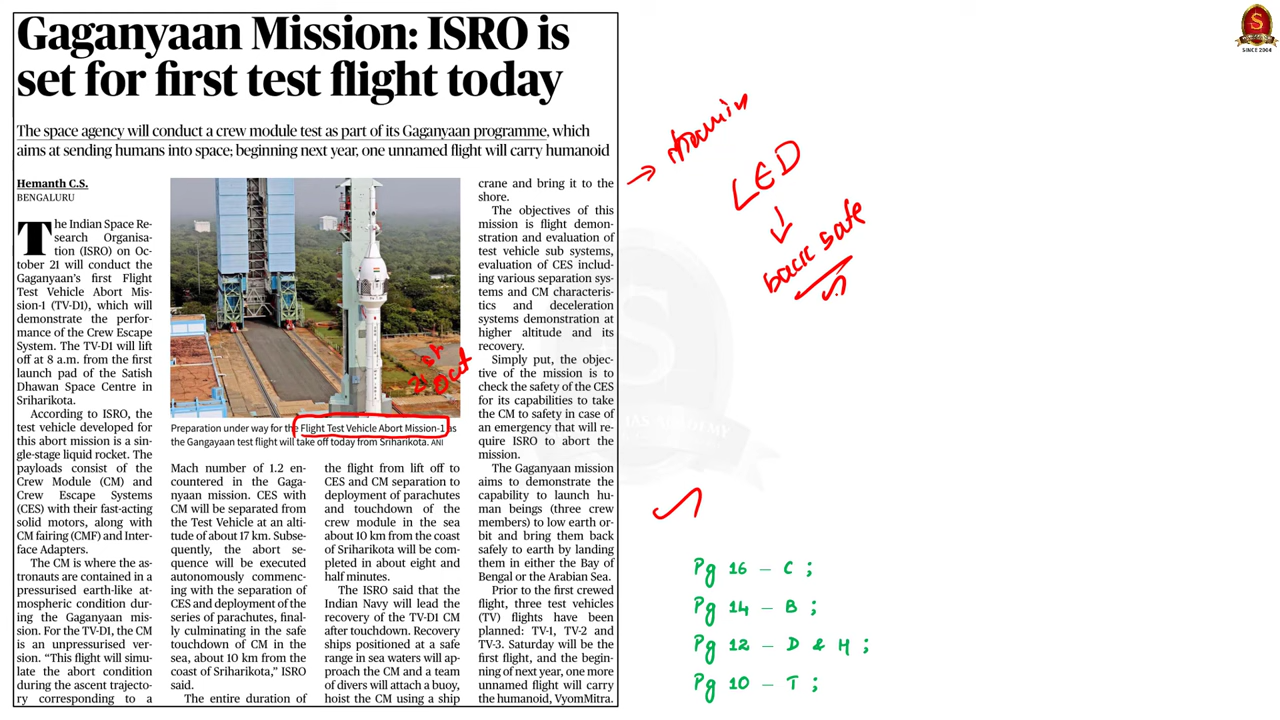 Gaganyaan Mission: ISRO is
set for first test flight today
The space agency will conduct a crew module test as part of its Gaganyaan programme, which
aims at sending humans into space; beginning next year, one unnamed flight will carry humanoid
Hemanth C.S.
BENGALURU
The Indian Space Re-
search Organisa-
tion (ISRO) on Oc-
tober 21 will conduct the
Gaganyaan's first Flight
Test Vehicle Abort Mis-
sion-1 (TV-D1), which will
demonstrate the perfor-
mance of the Crew Escape
System. The TV-D1 will lift
off at 8 a.m. from the first
launch pad of the Satish
Dhawan Space Centre in
Sriharikota.
According to ISRO, the
test vehicle developed for
this abort mission is a sin-
gle-stage liquid rocket. The
payloads consist of the
Crew Module (CM) and
Crew Escape Systems
(CES) with their fast-acting
solid motors, along with
CM fairing (CMF) and Inter-
face Adapters.
The CM is where the as-
tronauts are contained in a
pressurised earth-like at-
mospheric condition dur-
ing the Gaganyaan mis-
sion. For the TV-D1, the CM
is an unpressurised ver-
sion. “This flight will simu-
late the abort condition
during the ascent trajecto-
ry corresponding to a
21st
Oct
Preparation under way for the Flight Test Vehicle Abort Mission-1 as
the Gangayaan test flight will take off today from Sriharikota. ANI
Mach number of 1.2 en-
countered in the Gaga-
nyaan mission. CES with
CM will be separated from
the Test Vehicle at an alti-
tude of about 17 km. Subse-
quently, the abort se-
quence will be executed
autonomously commenc-
ing with the separation of
CES and deployment of the
series of parachutes, final-
ly culminating in the safe
touchdown of CM in the
sea, about 10 km from the
coast of Sriharikota,” ISRO
said.
The entire duration of
the flight from lift off to
CES and CM separation to
deployment of parachutes
and touchdown of the
crew module in the sea
about 10 km from the coast
of Sriharikota will be com-
pleted in about eight and
half minutes.
The ISRO said that the
Indian Navy will lead the
recovery of the TV-D1 CM
after touchdown. Recovery
ships positioned at a safe
range in sea waters will ap-
proach the CM and a team
of divers will attach a buoy,
hoist the CM using a ship
crane and bring it to the
shore.
The objectives of this
mission is flight demon-
stration and evaluation of
test vehicle sub systems,
evaluation of CES includ-
ing various separation sys-
tems and CM characteris-
tics and deceleration
systems demonstration at
higher altitude and its
recovery.
Simply put, the objec-
tive of the mission is to
check the safety of the CES
for its capabilities to take
the CM to safety in case of
an emergency that will re-
quire ISRO to abort the
mission.
The Gaganyaan mission
aims to demonstrate the
capability to launch hu-
man beings (three crew
members) to low earth or-
bit and bring them back
safely to earth by landing
them in either the Bay of
Bengal or the Arabian Sea.
Prior to the first crewed
flight, three test vehicles
(TV) flights have been
planned: TV-1, TV-2 and
TV-3. Saturday will be the
first flight, and the begin-
ning of next year, one more
unnamed flight will carry
the humanoid, VyomMitra.
LEO
back safe
Pg 16 – C ;
Pg 14 – B ;
Pg 12 – D & H ;
Pg 10 – T ;
S
SINCE 2004